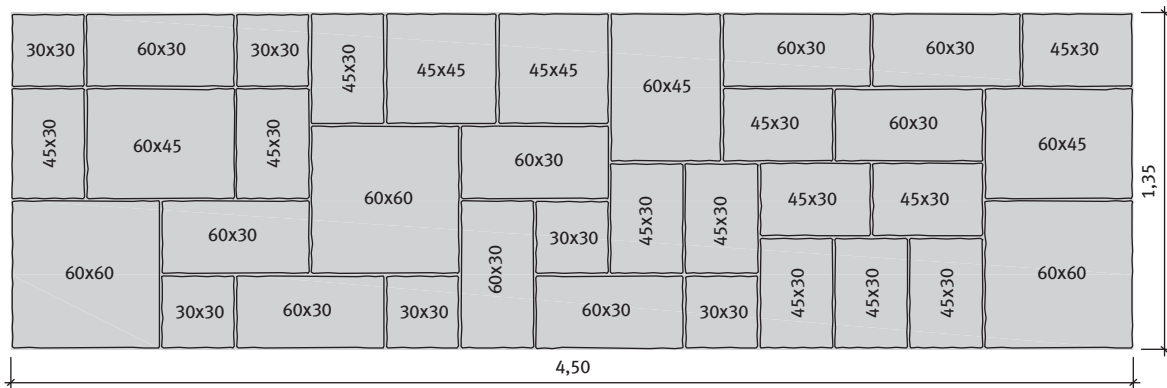 30x30 60x30 30x30 45x30 45x45 45x45 60x45 60x30 60x30 45x30
45x30 60x45 45x30 45x30 60x30 60x45
60x60 60x30 1,35
45x30 45x30
60x30 30x30 45x30 45x30
60x60 60x30 60x60
30x30 60x30 30x30 60x30 30x30 45x30 45x30 45x30
4,50